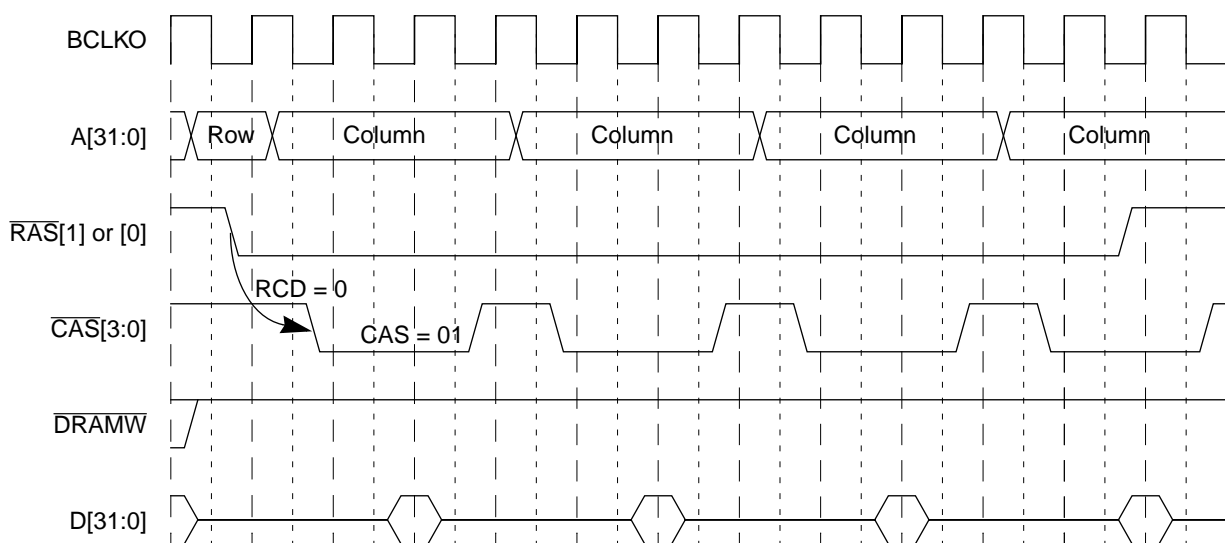 BCLKO
A[31:0]
Row
Column
Column
Column
Column
RAS[1] or [0]
RCD = 0
CAS[3:0]
CAS = 01
DRAMW
D[31:0]